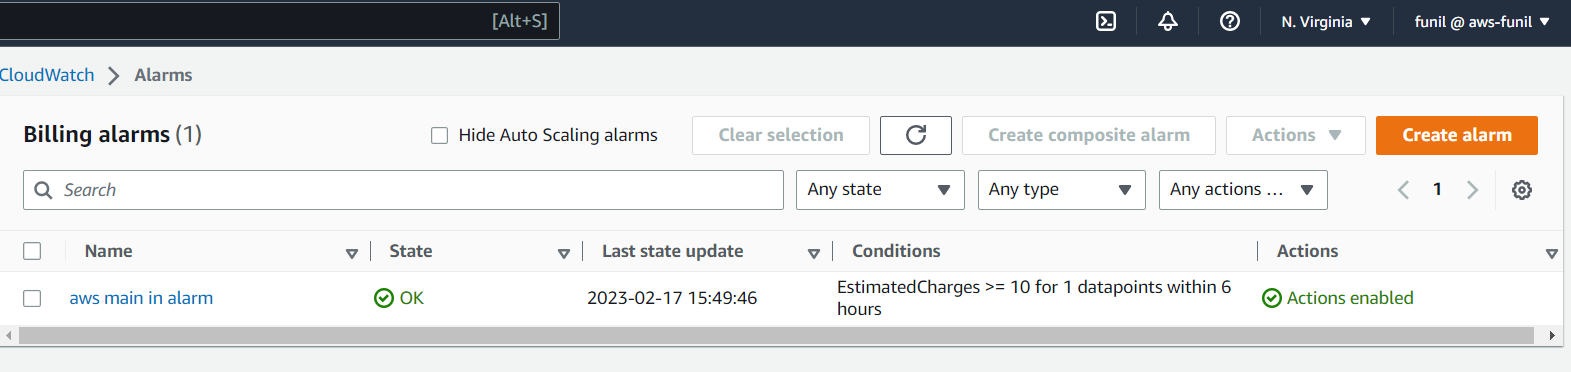 [Alt+S]
N. Virginia
funil @ aws-funil
CloudWatch
Alarms
Billing alarms (1)
Hide Auto Scaling alarms
Clear selection
Create composite alarm
Actions
Create alarm
Search
Any state
Any type
Any actions ...
1
Name
State
Last state update
Conditions
Actions
aws main in alarm
OK
2023-02-17 15:49:46
EstimatedCharges >= 10 for 1 datapoints within 6
hours
Actions enabled